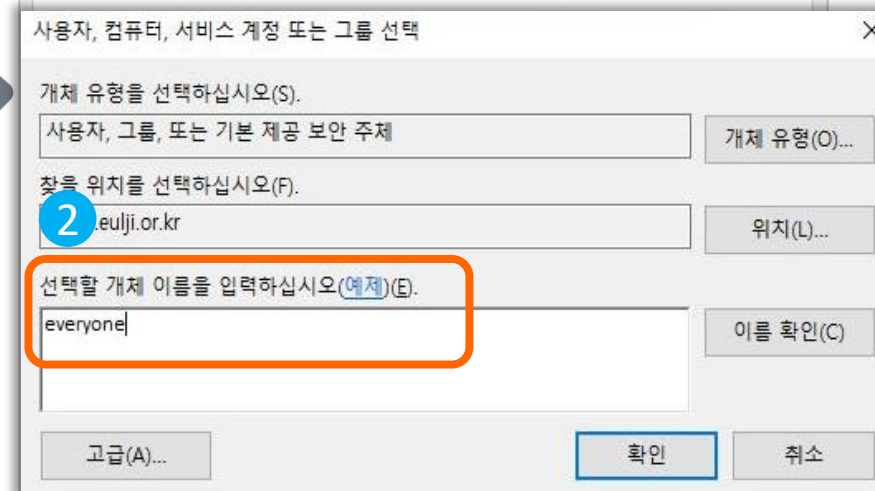 사용자, 컴퓨터, 서비스 계정 또는 그룹 선택
개체 유형을 선택하십시오(S).
사용자, 그룹, 또는 기본 제공 보안 주체
개체 유형(O)...
찾을 위치를 선택하십시오(F).
2
.eulji.or.kr
위치(L)...
선택할 개체 이름을 입력하십시오(예제)(E).
everyone
이름 확인(C)
고급(A)...
확인
취소